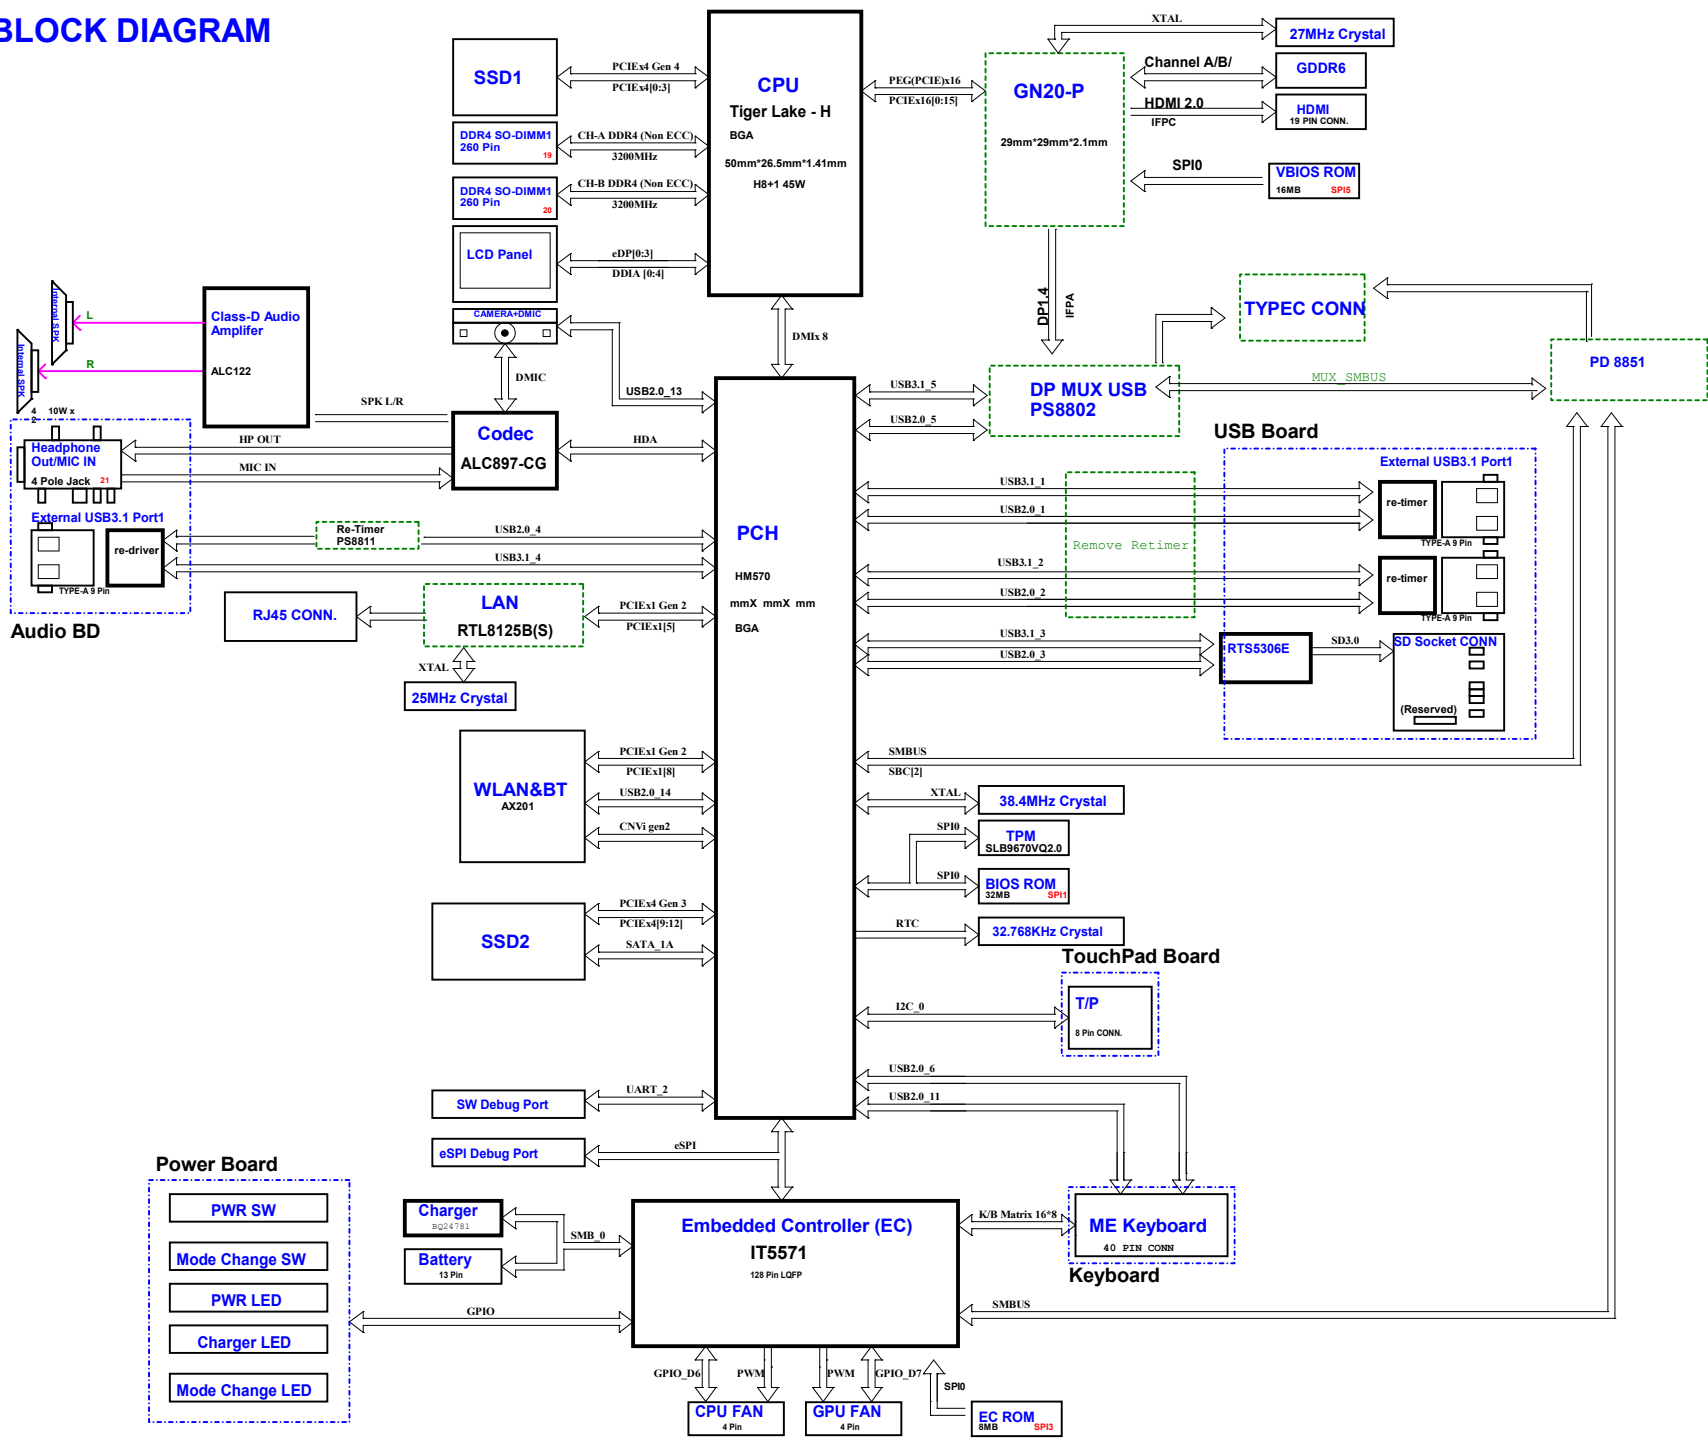 BLOCK DIAGRAM
SSD1
PCIEx4 Gen 4
PCIEx4[0:3]
DDR4 SO-DIMM1
260 Pin
19
CH-A DDR4 (Non ECC)
3200MHz
DDR4 SO-DIMM1
260 Pin
20
CH-B DDR4 (Non ECC)
3200MHz
LCD Panel
eDP[0:3]
DDIA [0:4]
CPU
Tiger Lake - H
BGA
50mm*26.5mm*1.41mm
H8+1 45W
PEG(PCIE)x16
PCIEx16[0:15]
GN20-P
29mm*29mm*2.1mm
XTAL
27MHz Crystal
Channel A/B/
GDDR6
HDMI 2.0
IFPC
HDMI
19 PIN CONN.
SPI0
VBIOS ROM
16MB
SPI5
DP1.4
IFPA
TYPEC CONN
PD 8851
MUX_SMBUS
DP MUX USB
PS8802
USB3.1_5
USB2.0_5
CAMERA+DMIC
DMIC
USB2.0_13
DMIx 8
Internal SPK
Internal SPK
L
R
Class-D Audio
Amplifer
ALC122
4
2
10W x
SPK L/R
Codec
ALC897-CG
HDA
HP OUT
MIC IN
Headphone
Out/MIC IN
4 Pole Jack
21
External USB3.1 Port1
re-driver
TYPE-A 9 Pin
Audio BD
Re-Timer
PS8811
USB2.0_4
USB3.1_4
RJ45 CONN.
LAN
RTL8125B(S)
PCIEx1 Gen 2
PCIEx1[5]
XTAL
25MHz Crystal
PCH
HM570
mmX mmX mm
BGA
USB Board
External USB3.1 Port1
USB3.1_1
USB2.0_1
re-timer
TYPE-A 9 Pin
Remove Retimer
USB3.1_2
USB2.0_2
re-timer
TYPE-A 9 Pin
USB3.1_3
USB2.0_3
RTS5306E
SD3.0
SD Socket CONN
(Reserved)
WLAN&BT
AX201
PCIEx1 Gen 2
PCIEx1[8]
USB2.0_14
CNVi gen2
SMBUS
SBC[2]
XTAL
38.4MHz Crystal
SPI0
TPM
SLB9670VQ2.0
SPI0
BIOS ROM
32MB
SPI1
RTC
32.768KHz Crystal
SSD2
PCIEx4 Gen 3
PCIEx4[9:12]
SATA_1A
TouchPad Board
I2C_0
T/P
8 Pin CONN.
USB2.0_6
USB2.0_11
SW Debug Port
UART_2
eSPI Debug Port
eSPI
Power Board
PWR SW
Mode Change SW
PWR LED
Charger LED
Mode Change LED
Charger
BQ24781
Battery
13 Pin
SMB_0
GPIO
Embedded Controller (EC)
IT5571
128 Pin LQFP
K/B Matrix 16*8
ME Keyboard
40 PIN CONN
Keyboard
SMBUS
GPIO_D6
PWM
PWM
GPIO_D7
SPI0
CPU FAN
4 Pin
GPU FAN
4 Pin
EC ROM
8MB
SPI3